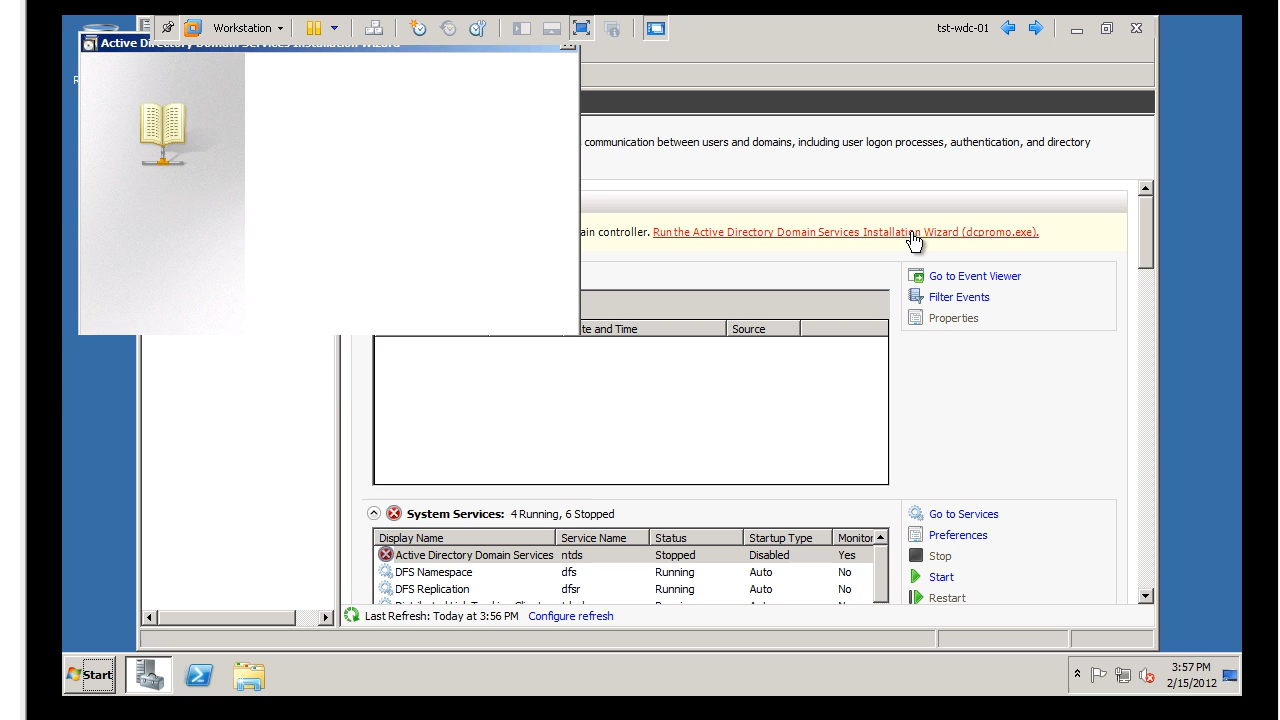 Workstation
tst-wdc-01
Active Directory Domain Services Installation Wizard
R
communication between users and domains, including user logon processes, authentication, and directory
ain controller. Run the Active Directory Domain Services Installation Wizard (dcpromo.exe).
Go to Event Viewer
Filter Events
Properties
te and Time Source
System Services: 4 Running, 6 Stopped
Go to Services
Preferences
Stop
Start
Restart
Display Name Service Name Status Startup Type Monitor
Active Directory Domain Services ntds Stopped Disabled Yes
DFS Namespace dfs Running Auto No
DFS Replication dfsr Running Auto No
Last Refresh: Today at 3:56 PM Configure refresh
Start
3:57 PM
2/15/2012